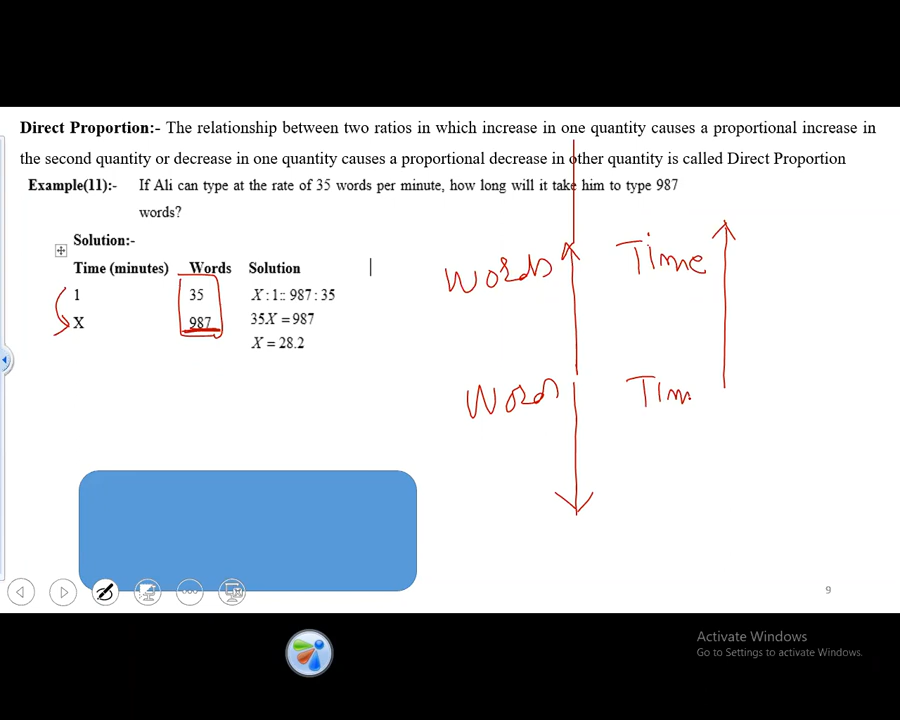 Direct Proportion:- The relationship between two ratios in which increase in one quantity causes a proportional increase in
the second quantity or decrease in one quantity causes a proportional decrease in other quantity is called Direct Proportion
Example(11):- If Ali can type at the rate of 35 words per minute, how long will it take him to type 987
words?
Solution:-
Time (minutes) Words Solution
1 35 X : 1 :: 987 : 35
X 987 35X = 987
X = 28.2
Words Time
Word Tim
9
Activate Windows
Go to Settings to activate Windows.